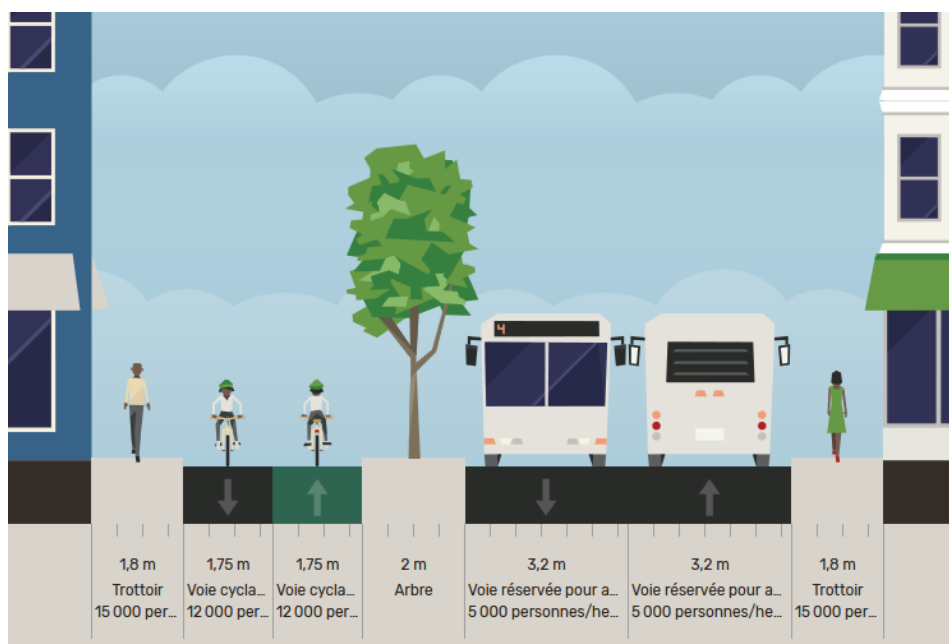 4
1,8 m
Trottoir
15 000 per...
1,75 m
Voie cycla...
12 000 per...
1,75 m
Voie cycla...
12 000 per...
2 m
Arbre
3,2 m
Voie réservée pour a...
5 000 personnes/he...
3,2 m
Voie réservée pour a...
5 000 personnes/he...
1,8 m
Trottoir
15 000 per...